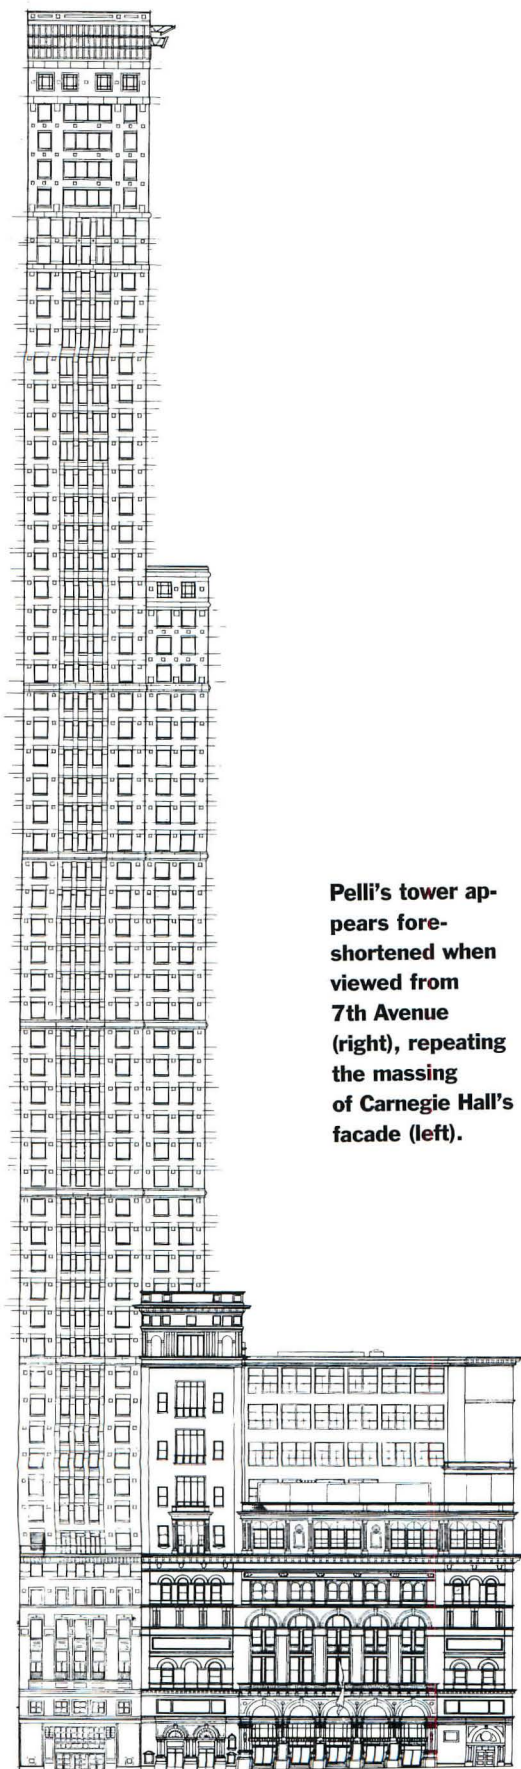 Pelli's tower ap-
pears fore-
shortened when
viewed from
7th Avenue
(right), repeating
the massing
of Carnegie Hall's
facade (left).